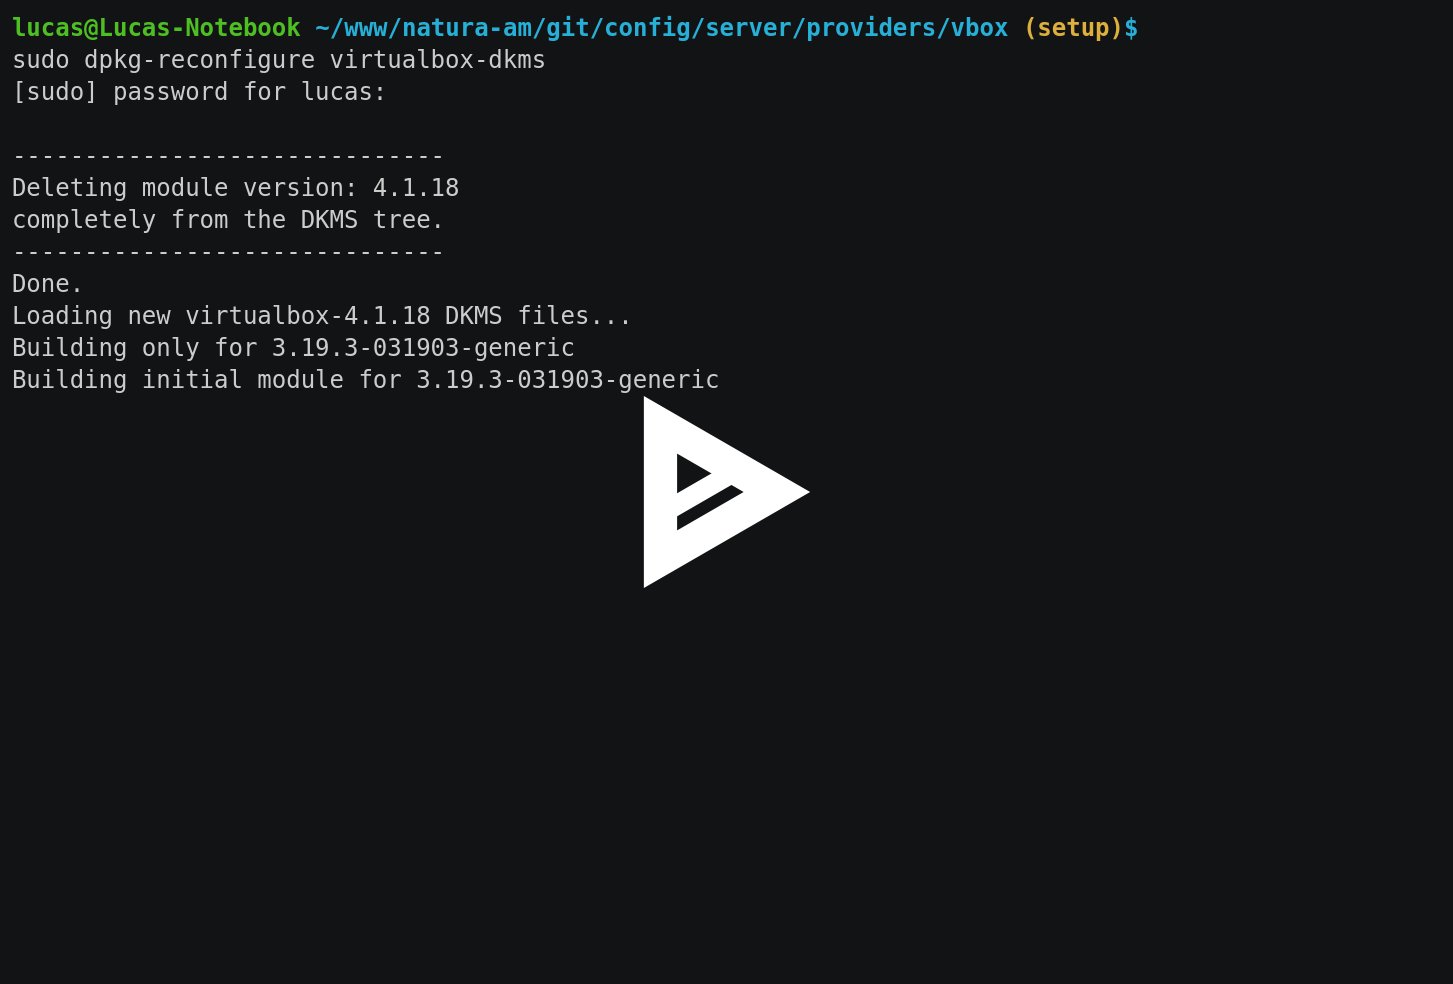 lucas@Lucas-Notebook ~/www/natura-am/git/config/server/providers/vbox (setup)$
sudo dpkg-reconfigure virtualbox-dkms
[sudo] password for lucas:
------------------------------
Deleting module version: 4.1.18
completely from the DKMS tree.
------------------------------
Done.
Loading new virtualbox-4.1.18 DKMS files...
Building only for 3.19.3-031903-generic
Building initial module for 3.19.3-031903-generic